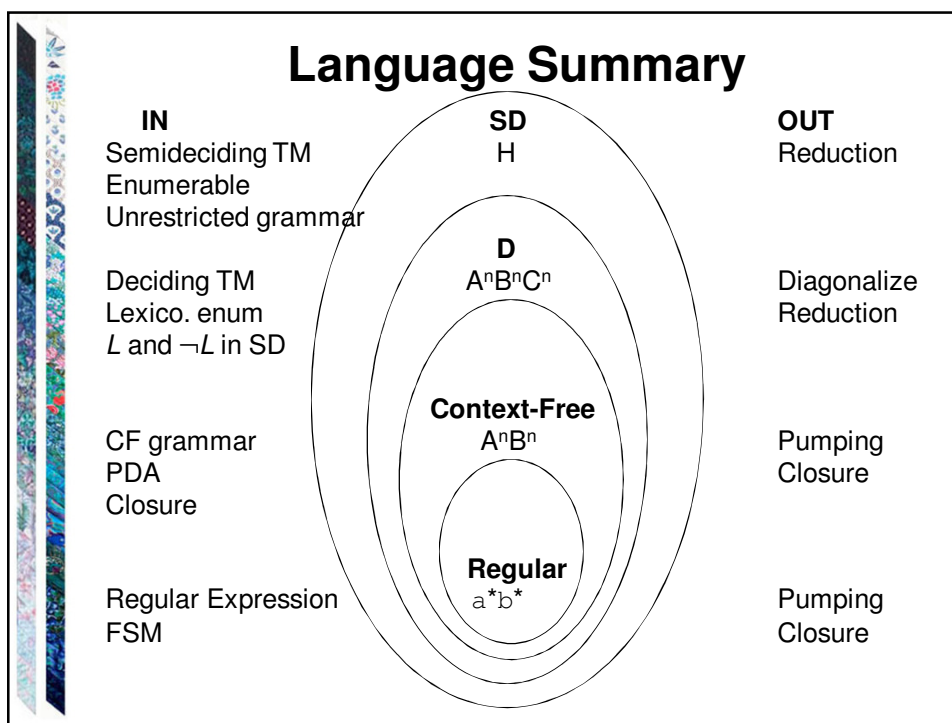 Language Summary
IN SD OUT
Semideciding TM H Reduction
Enumerable
Unrestricted grammar
D
Deciding TM AⁿBⁿCⁿ Diagonalize
Lexico. enum Reduction
L and ¬L in SD
Context-Free
CF grammar AⁿBⁿ Pumping
PDA Closure
Closure
Regular
Regular Expression a*b* Pumping
FSM Closure